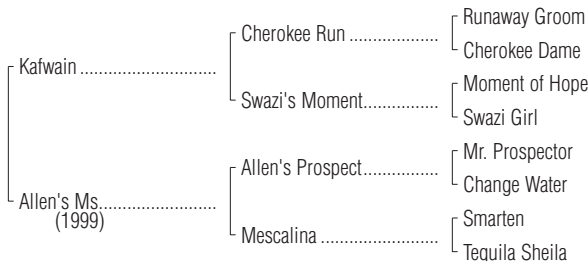 Runaway Groom
Cherokee Run ..................
Cherokee Dame
Kafwain ...........................
Moment of Hope
Swazi's Moment...............
Swazi Girl
Mr. Prospector
Allen's Prospect...............
Change Water
Allen's Ms.......................
(1999)
Smarten
Mescalina .......................
Tequila Sheila